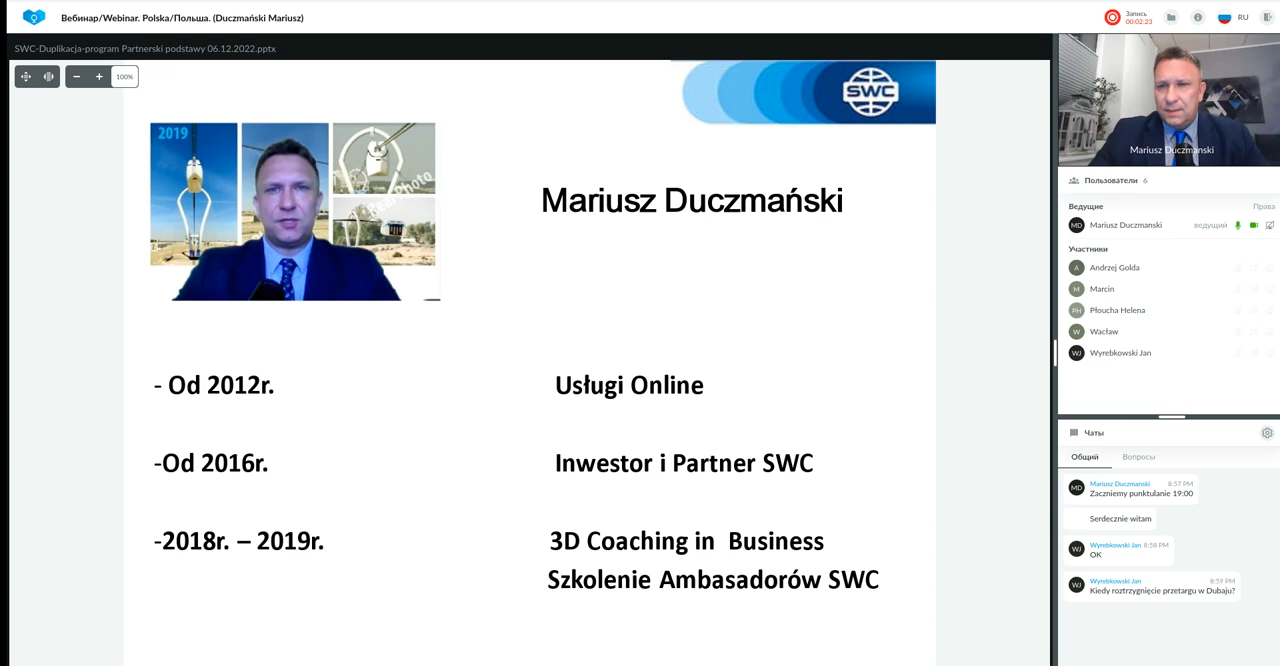 Вебинар/Webinar. Polska/Польша. (Duczmański Mariusz)
Запись
00:02:23
RU
SWC-Duplikacja-program Partnerski podstawy 06.12.2022.pptx
100%
SWC
2019
Real Photo
Mariusz Duczmański
- Od 2012r. Usługi Online
-Od 2016r. Inwestor i Partner SWC
-2018r. – 2019r. 3D Coaching in Business
Szkolenie Ambasadorów SWC
Mariusz Duczmanski
Пользователи 6
Ведущие Права
MD Mariusz Duczmanski ведущий
Участники
A Andrzej Golda
M Marcin
PH Płoucha Helena
W Wacław
WJ Wyrebkowski Jan
Чаты
Общий Вопросы
MD Mariusz Duczmanski 8:57 PM
Zaczniemy punktulanie 19:00
Serdecznie witam
WJ Wyrebkowski Jan 8:58 PM
OK
WJ Wyrebkowski Jan 8:59 PM
Kiedy roztrzygnięcie przetargu w Dubaju?